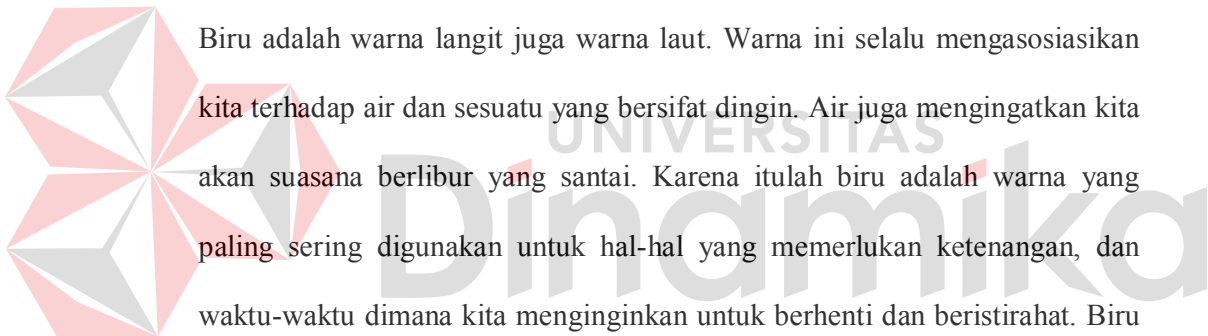 Biru adalah warna langit juga warna laut. Warna ini selalu mengasosiasikan
kita terhadap air dan sesuatu yang bersifat dingin. Air juga mengingatkan kita
UNIVERSITAS
akan suasana berlibur yang santai. Karena itulah biru adalah warna yang
Dinamika
paling sering digunakan untuk hal-hal yang memerlukan ketenangan, dan
waktu-waktu dimana kita menginginkan untuk berhenti dan beristirahat. Biru